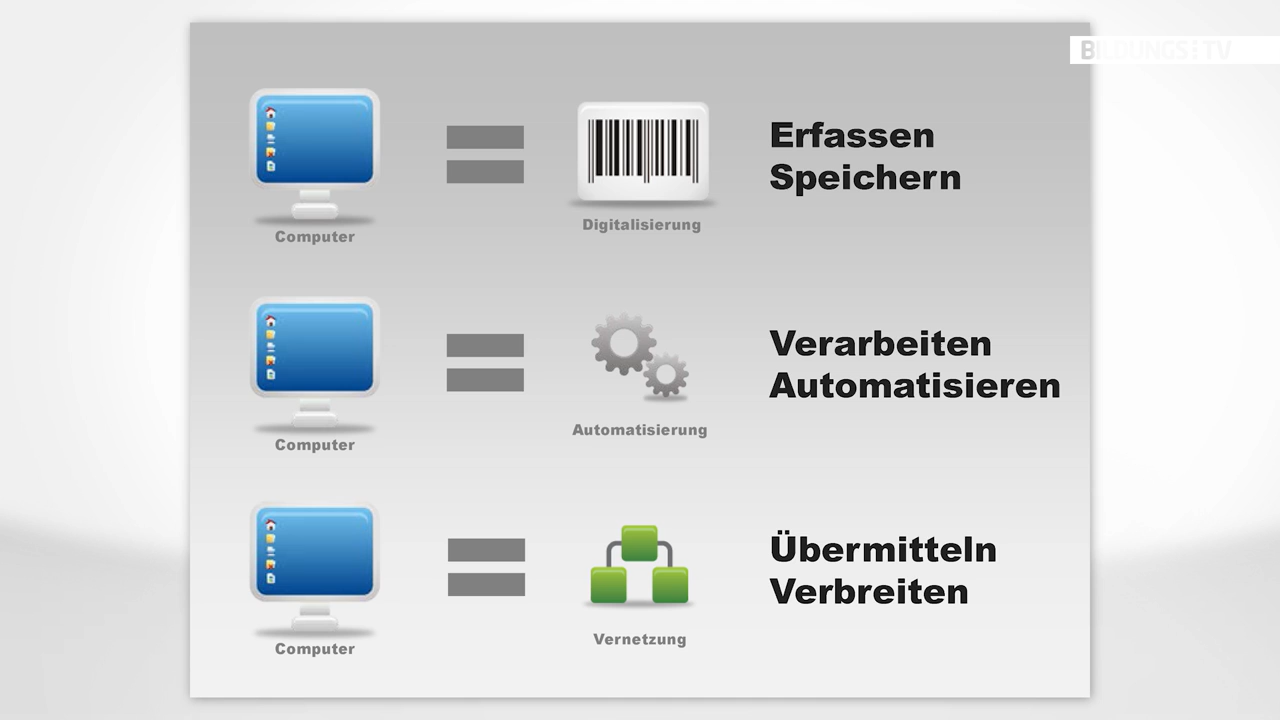 BILDUNGS:TV
Erfassen
Speichern
Computer
Digitalisierung
Verarbeiten
Automatisieren
Computer
Automatisierung
Übermitteln
Verbreiten
Computer
Vernetzung